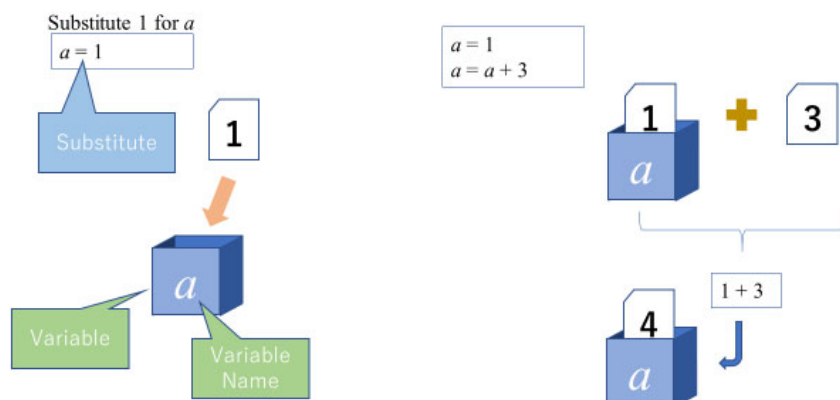 Substitute 1 for a
a = 1
Substitute
1
a
Variable
Variable
Name
a = 1
a = a + 3
1
3
a
1 + 3
4
a